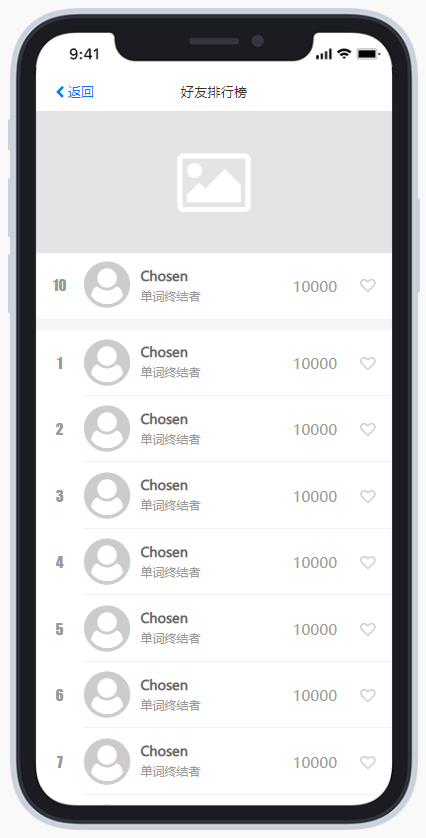 9:41
返回 好友排行榜
10 Chosen 10000
单词终结者
1 Chosen 10000
单词终结者
2 Chosen 10000
单词终结者
3 Chosen 10000
单词终结者
4 Chosen 10000
单词终结者
5 Chosen 10000
单词终结者
6 Chosen 10000
单词终结者
7 Chosen 10000
单词终结者